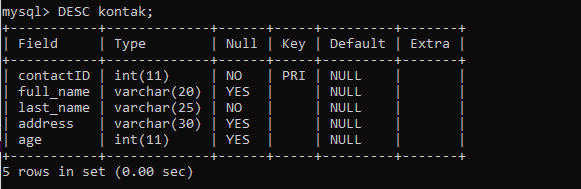 mysql> DESC kontak;
+-----------+-------------+------+-----+---------+-------+
| Field     | Type        | Null | Key | Default | Extra |
+-----------+-------------+------+-----+---------+-------+
| contactID | int(11)     | NO   | PRI | NULL    |       |
| full_name | varchar(20) | YES  |     | NULL    |       |
| last_name | varchar(25) | NO   |     | NULL    |       |
| address   | varchar(30) | YES  |     | NULL    |       |
| age       | int(11)     | YES  |     | NULL    |       |
+-----------+-------------+------+-----+---------+-------+
5 rows in set (0.00 sec)